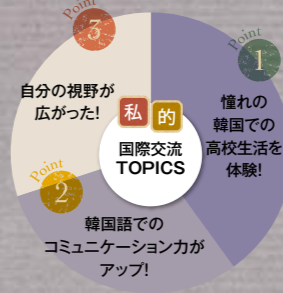 私的
国際交流
TOPICS
Point
1
憧れの
韓国での
高校生活を
体験!
Point
2
韓国語での
コミュニケーション力が
アップ!
Point
3
自分の視野が
広がった!